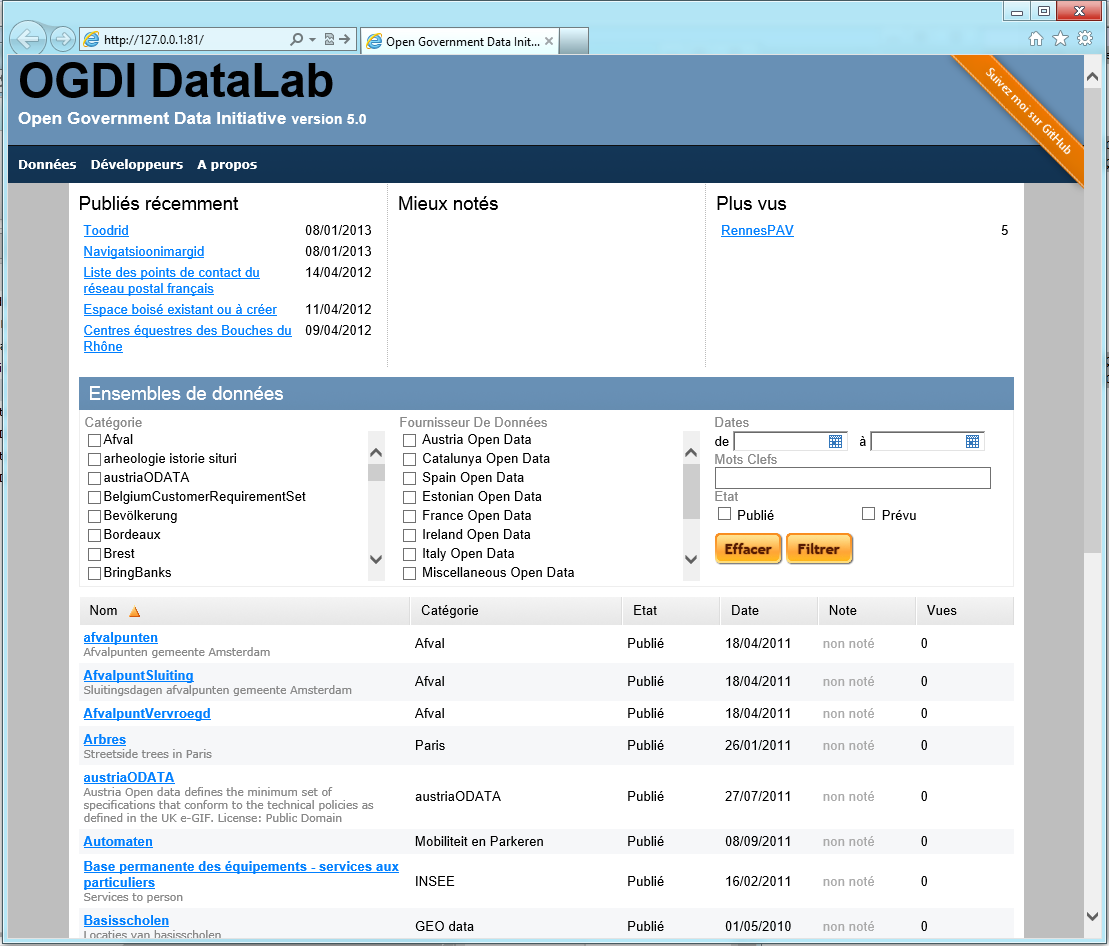 http://127.0.0.1:81/
Open Government Data Init...
OGDI DataLab
Open Government Data Initiative version 5.0
Suivez moi sur GitHub
Données Développeurs A propos
Publiés récemment
Toodrid 08/01/2013
Navigatsioonimargid 08/01/2013
Liste des points de contact du
réseau postal français 14/04/2012
Espace boisé existant ou à créer 11/04/2012
Centres équestres des Bouches du
Rhône 09/04/2012
Mieux notés
Plus vus
RennesPAV 5
Ensembles de données
Catégorie
Afval
arheologie istorie situri
austriaODATA
BelgiumCustomerRequirementSet
Bevölkerung
Bordeaux
Brest
BringBanks
Fournisseur De Données
Austria Open Data
Catalunya Open Data
Spain Open Data
Estonian Open Data
France Open Data
Ireland Open Data
Italy Open Data
Miscellaneous Open Data
Dates
de à
Mots Clefs
Etat
Publié Prévu
Effacer Filtrer
Nom Catégorie Etat Date Note Vues
afvalpunten Afval Publié 18/04/2011 non noté 0
Afvalpunten gemeente Amsterdam
AfvalpuntSluiting Afval Publié 18/04/2011 non noté 0
Sluitingsdagen afvalpunten gemeente Amsterdam
AfvalpuntVervroegd Afval Publié 18/04/2011 non noté 0
Arbres Paris Publié 26/01/2011 non noté 0
Streetside trees in Paris
austriaODATA austriaODATA Publié 27/07/2011 non noté 0
Austria Open data defines the minimum set of
specifications that conform to the technical policies as
defined in the UK e-GIF. License: Public Domain
Automaten Mobiliteit en Parkeren Publié 08/09/2011 non noté 0
Base permanente des équipements - services aux
particuliers INSEE Publié 16/02/2011 non noté 0
Services to person
Basisscholen GEO data Publié 01/05/2010 non noté 0
Locaties van basisscholen